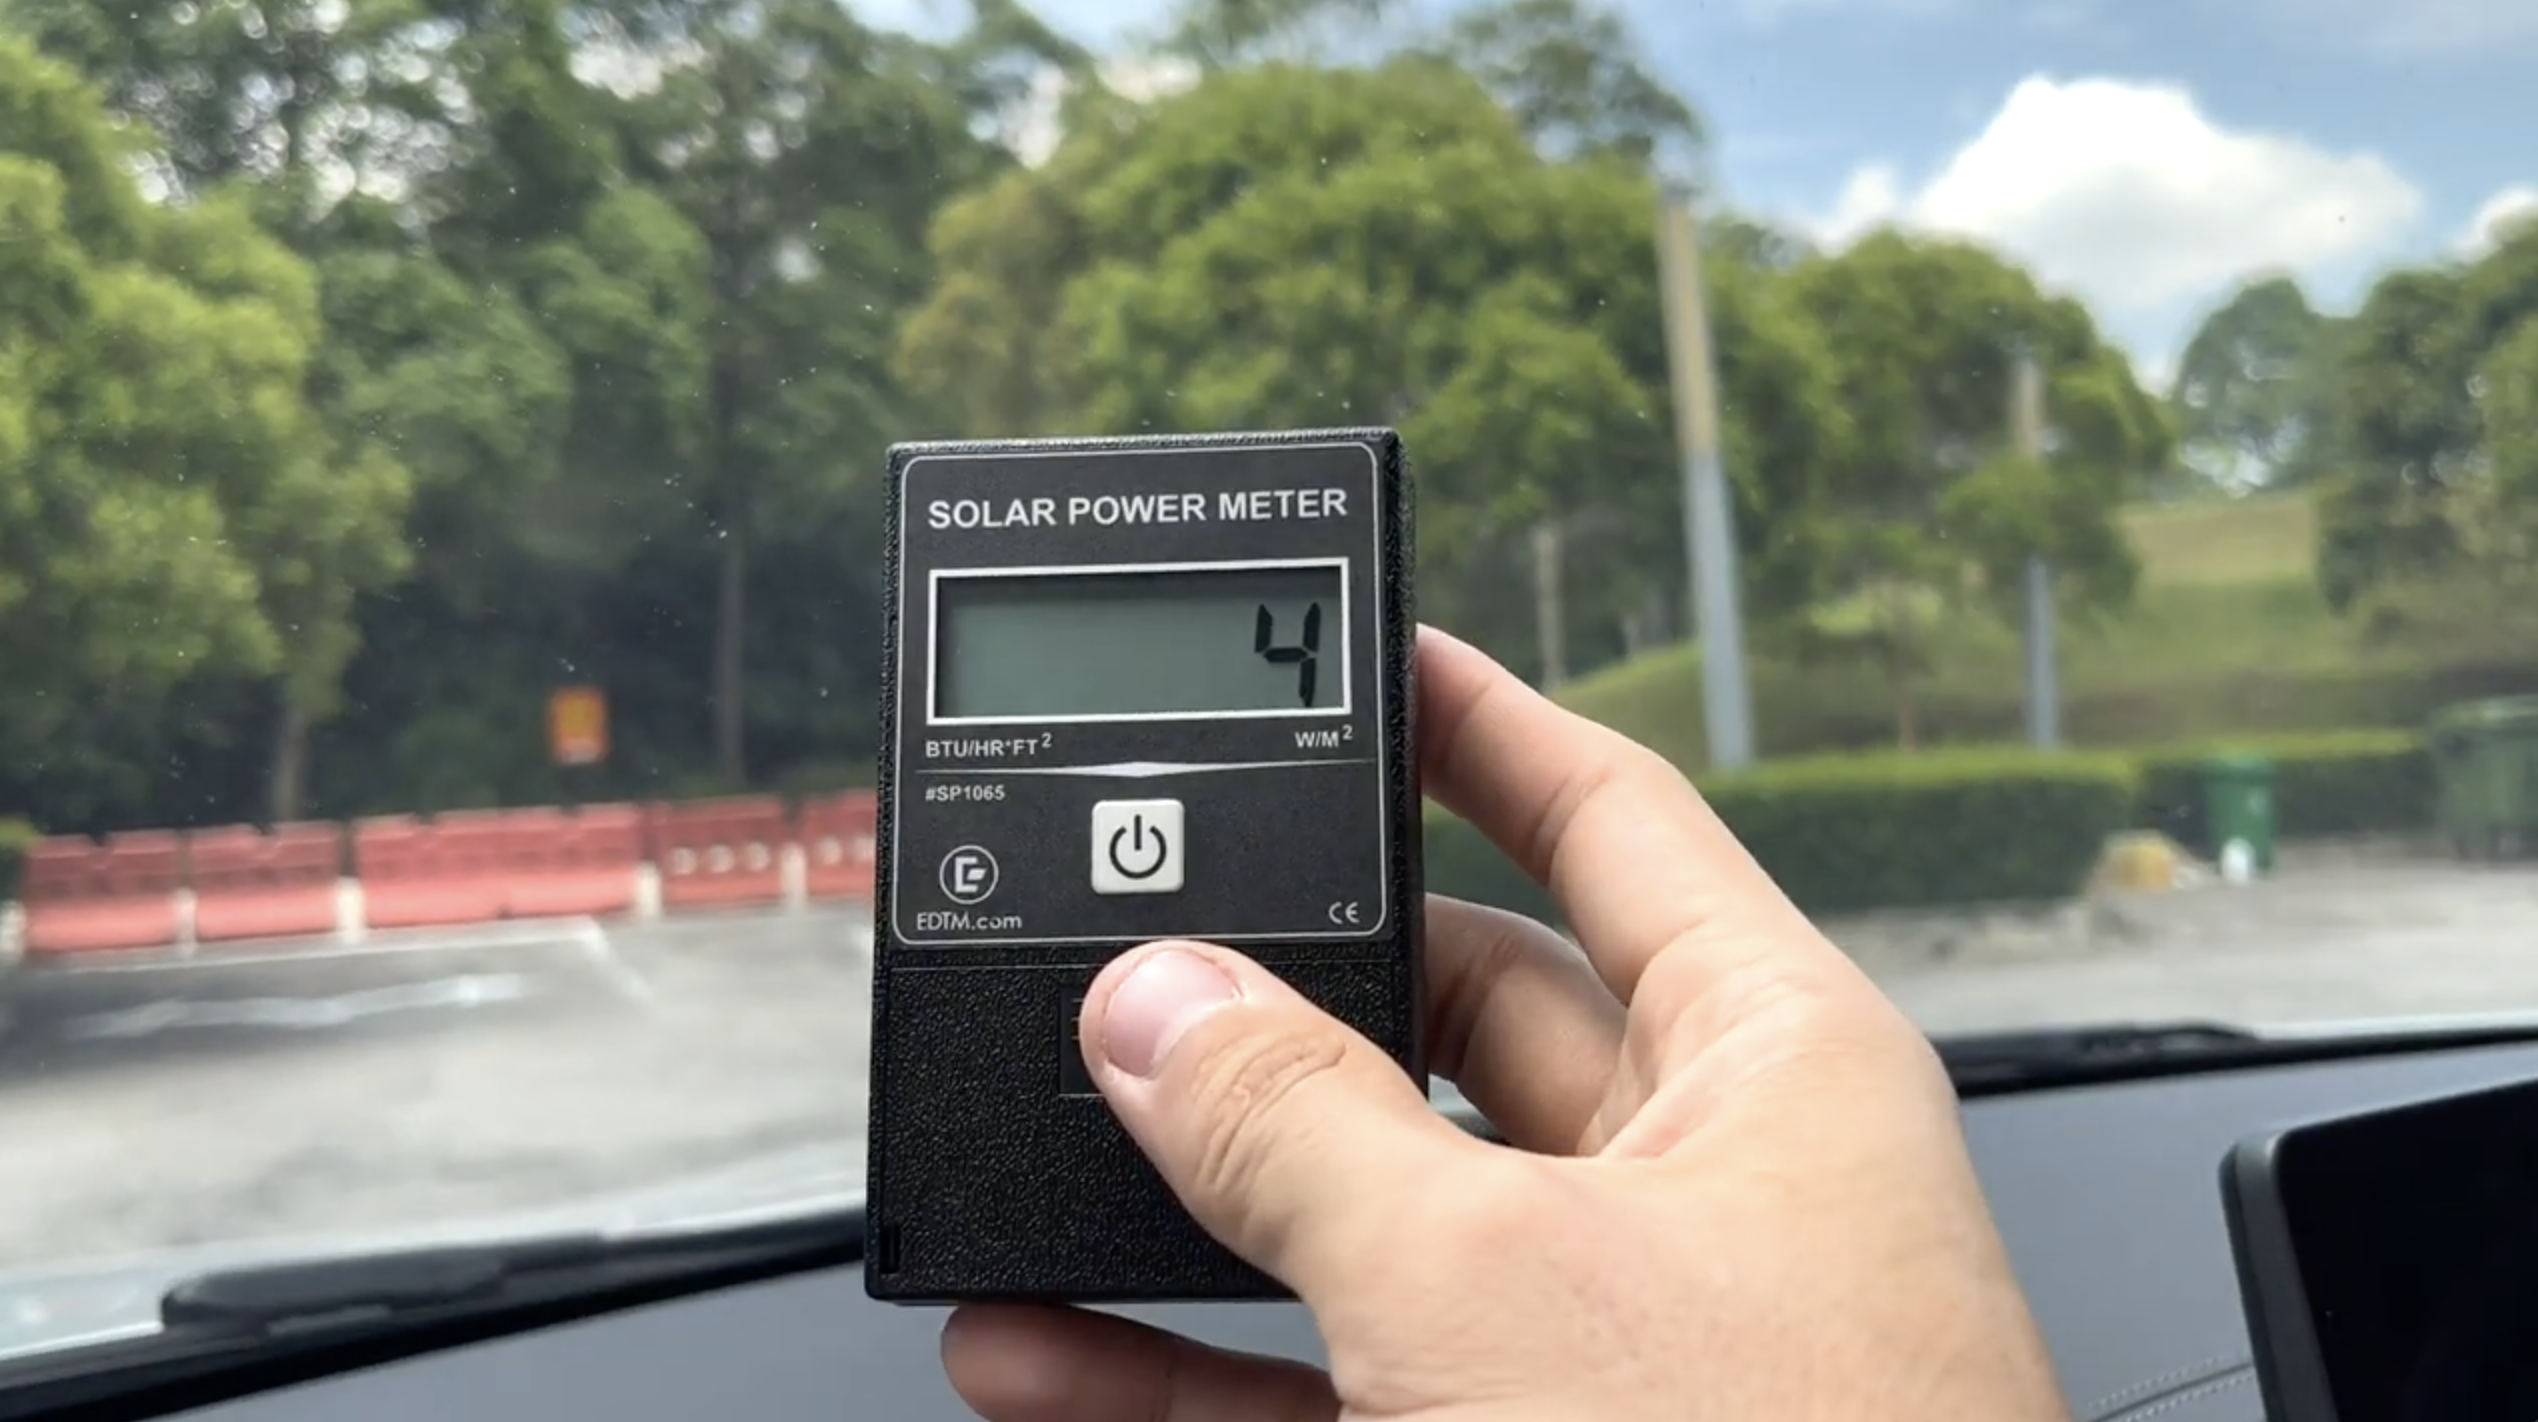 SOLAR POWER METER
4
BTU/HR*FT² W/M²
#SP1065
EDTM.com CE